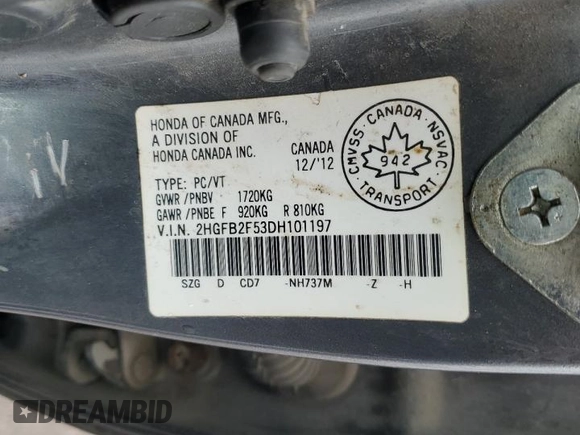 HONDA OF CANADA MFG.,
A DIVISION OF
HONDA CANADA INC.
CANADA
12/'12
TYPE: PC/VT
GVWR /PNBV 1720KG
GAWR /PNBE F 920KG R 810KG
V.I.N. 2HGFB2F53DH101197
SZG D CD7 -NH737M -Z -H
CMVSS · CANADA · NSVAC
942
TRANSPORT
DREAMBID